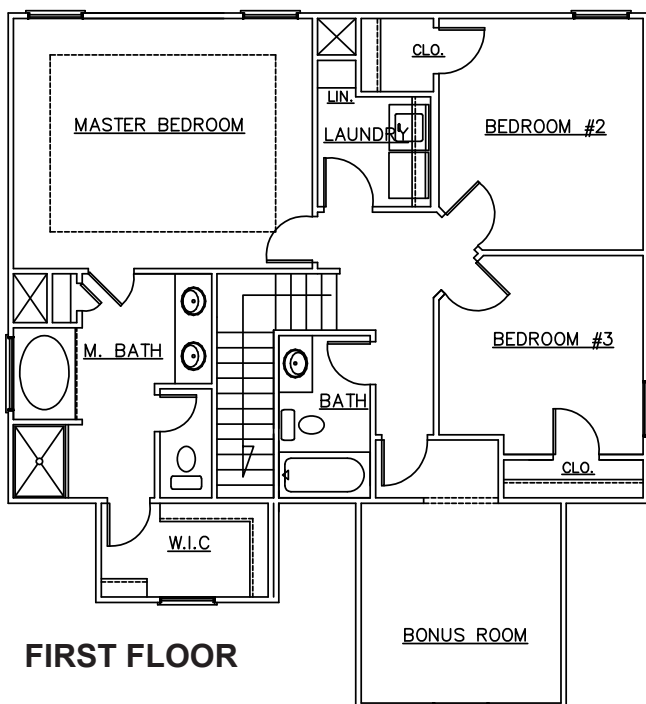 CLO.
LIN.
MASTER BEDROOM
LAUNDRY
BEDROOM #2
BEDROOM #3
M. BATH
BATH
CLO.
W.I.C
BONUS ROOM
FIRST FLOOR